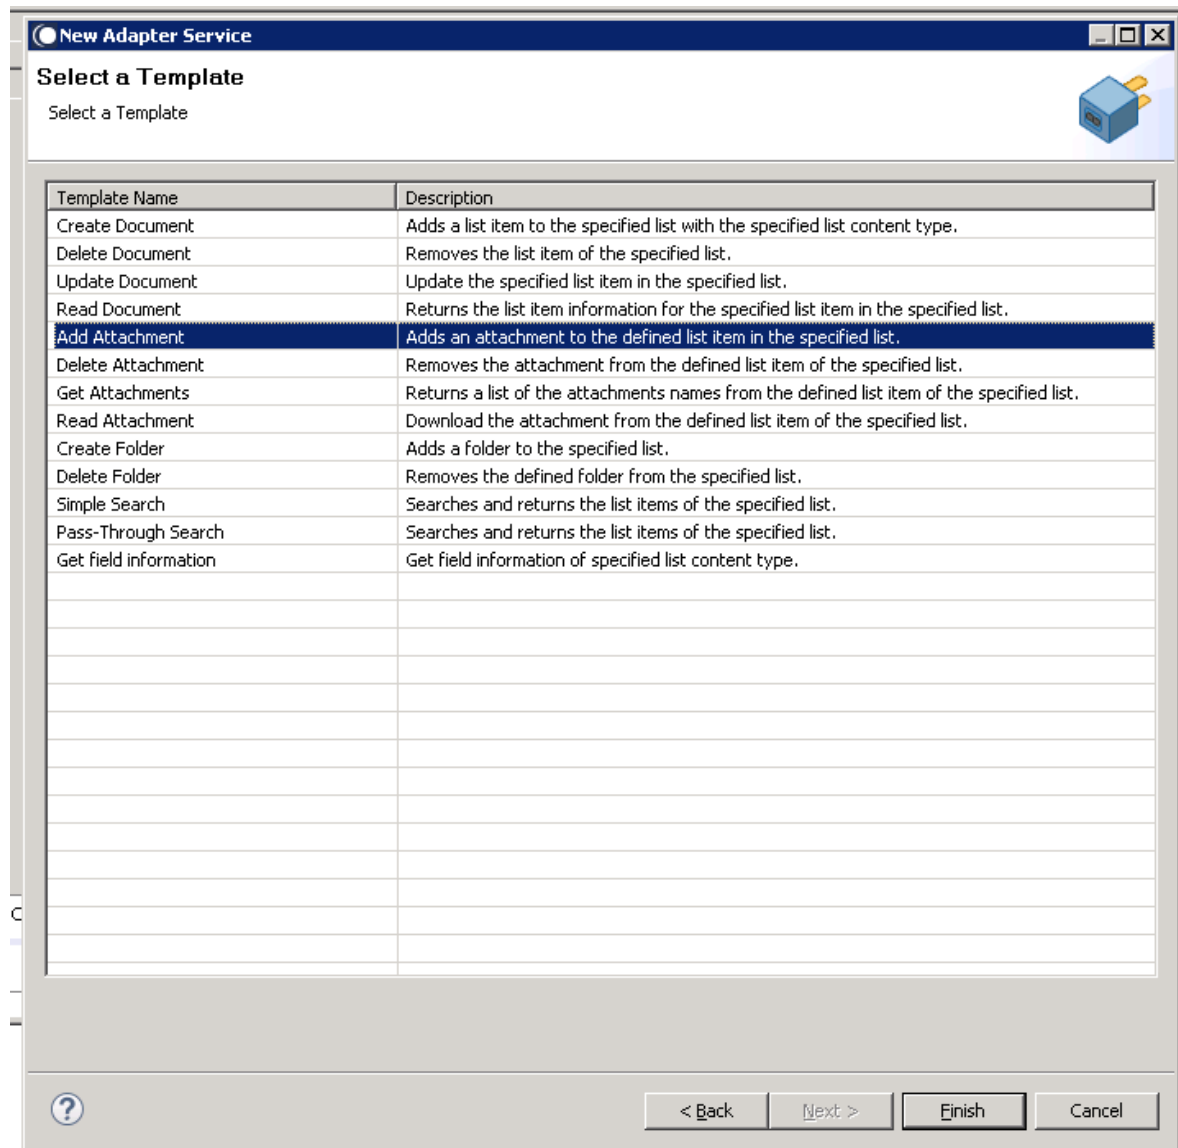 New Adapter Service
Select a Template
Select a Template
Template Name Description
Create Document Adds a list item to the specified list with the specified list content type.
Delete Document Removes the list item of the specified list.
Update Document Update the specified list item in the specified list.
Read Document Returns the list item information for the specified list item in the specified list.
Add Attachment Adds an attachment to the defined list item in the specified list.
Delete Attachment Removes the attachment from the defined list item of the specified list.
Get Attachments Returns a list of the attachments names from the defined list item of the specified list.
Read Attachment Download the attachment from the defined list item of the specified list.
Create Folder Adds a folder to the specified list.
Delete Folder Removes the defined folder from the specified list.
Simple Search Searches and returns the list items of the specified list.
Pass-Through Search Searches and returns the list items of the specified list.
Get field information Get field information of specified list content type.
? < Back Next > Finish Cancel